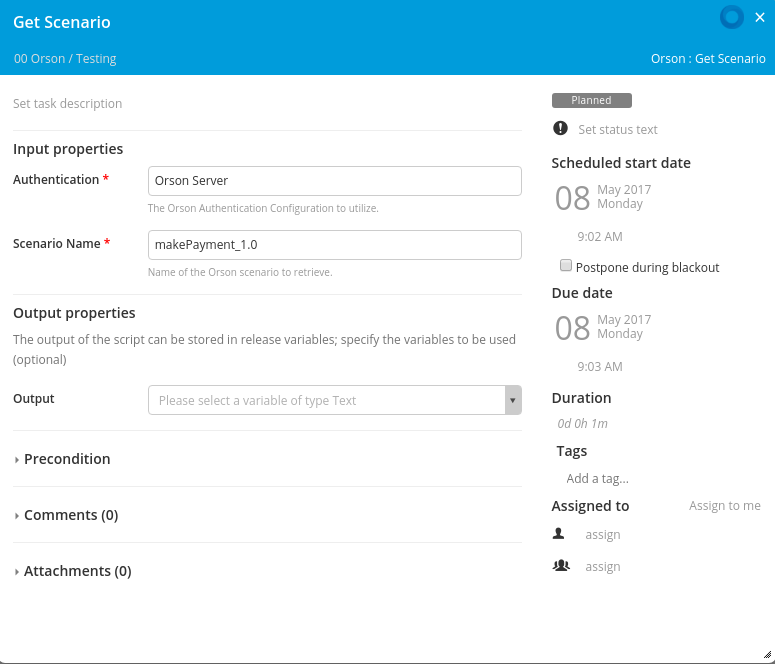 Get Scenario
00 Orson / Testing
Orson : Get Scenario
Set task description
Input properties
Authentication *
Orson Server
The Orson Authentication Configuration to utilize.
Scenario Name *
makePayment_1.0
Name of the Orson scenario to retrieve.
Output properties
The output of the script can be stored in release variables; specify the variables to be used
(optional)
Output
Please select a variable of type Text
Precondition
Comments (0)
Attachments (0)
Planned
Set status text
Scheduled start date
08
May 2017
Monday
9:02 AM
Postpone during blackout
Due date
08
May 2017
Monday
9:03 AM
Duration
0d 0h 1m
Tags
Add a tag...
Assigned to
Assign to me
assign
assign